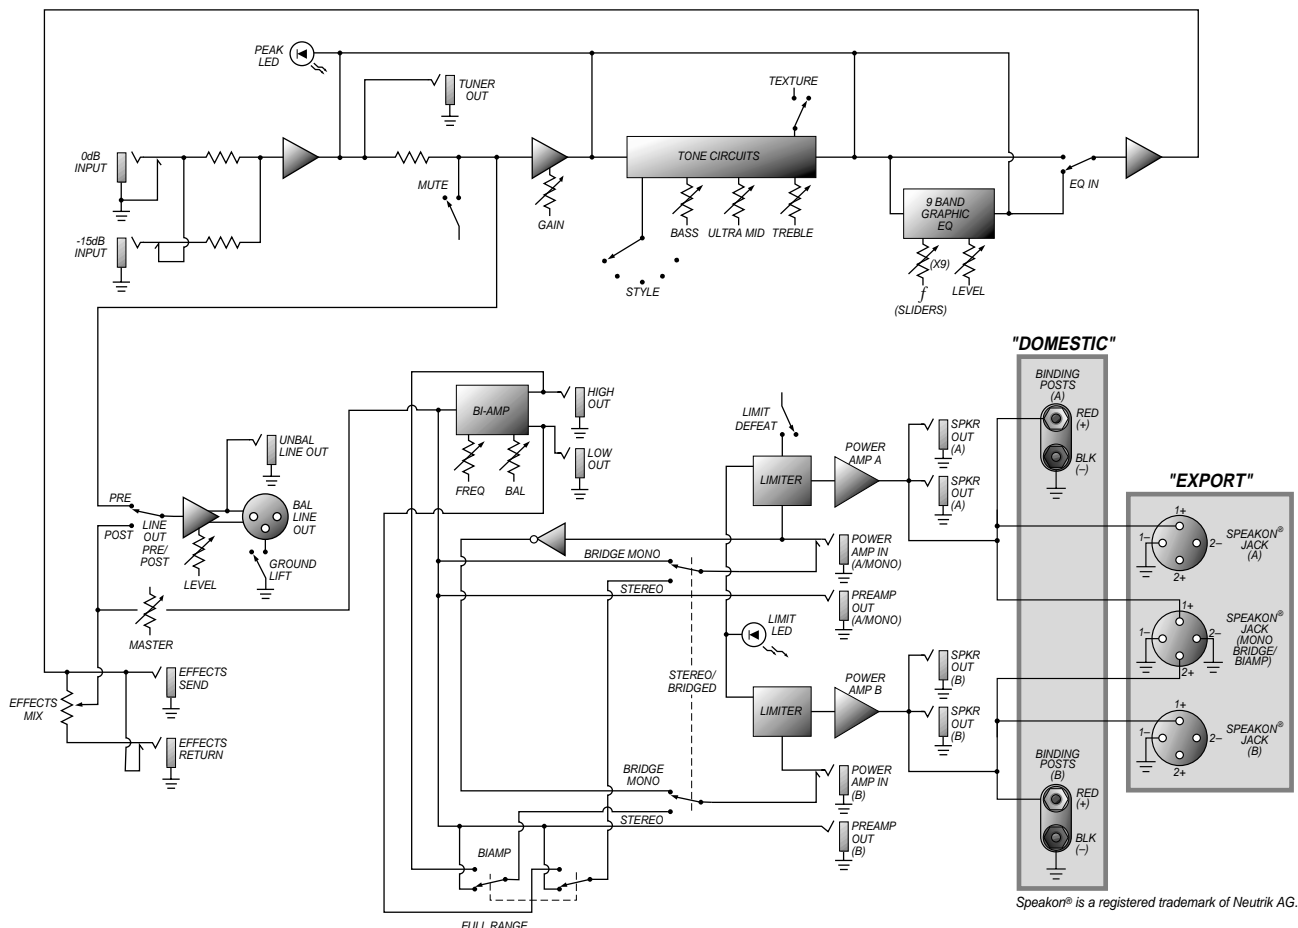 PEAK
LED
TUNER
OUT
TEXTURE
0dB
INPUT
TONE CIRCUITS
MUTE
EQ IN
-15dB
INPUT
GAIN
BASS
ULTRA MID
TREBLE
9 BAND
GRAPHIC
EQ
(X9)
STYLE
f
(SLIDERS)
LEVEL
"DOMESTIC"
BINDING
POSTS
(A)
RED
(+)
BLK
(–)
HIGH
OUT
BI-AMP
LOW
OUT
FREQ
BAL
LIMIT
DEFEAT
LIMITER
POWER
AMP A
SPKR
OUT
(A)
SPKR
OUT
(A)
"EXPORT"
1+
1–
2–
2+
SPEAKON®
JACK
(A)
UNBAL
LINE OUT
PRE
POST
LINE
OUT
PRE/
POST
BAL
LINE
OUT
LEVEL
GROUND
LIFT
BRIDGE MONO
STEREO
POWER
AMP IN
(A/MONO)
PREAMP
OUT
(A/MONO)
1+
1–
2–
2+
SPEAKON®
JACK
(MONO
BRIDGE/
BIAMP)
MASTER
LIMIT
LED
STEREO/
BRIDGED
EFFECTS
SEND
EFFECTS
MIX
EFFECTS
RETURN
LIMITER
POWER
AMP B
SPKR
OUT
(B)
SPKR
OUT
(B)
1+
1–
2–
2+
SPEAKON®
JACK
(B)
BRIDGE
MONO
STEREO
POWER
AMP IN
(B)
PREAMP
OUT
(B)
BINDING
POSTS
(B)
RED
(+)
BLK
(–)
BIAMP
FULL RANGE
Speakon® is a registered trademark of Neutrik AG.